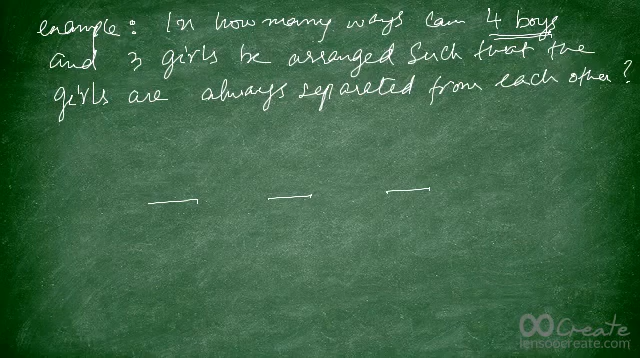 example: In how many ways can 4 boys
and 3 girls be arranged such that the
girls are always separated from each other?
Create
lensoocreate.com